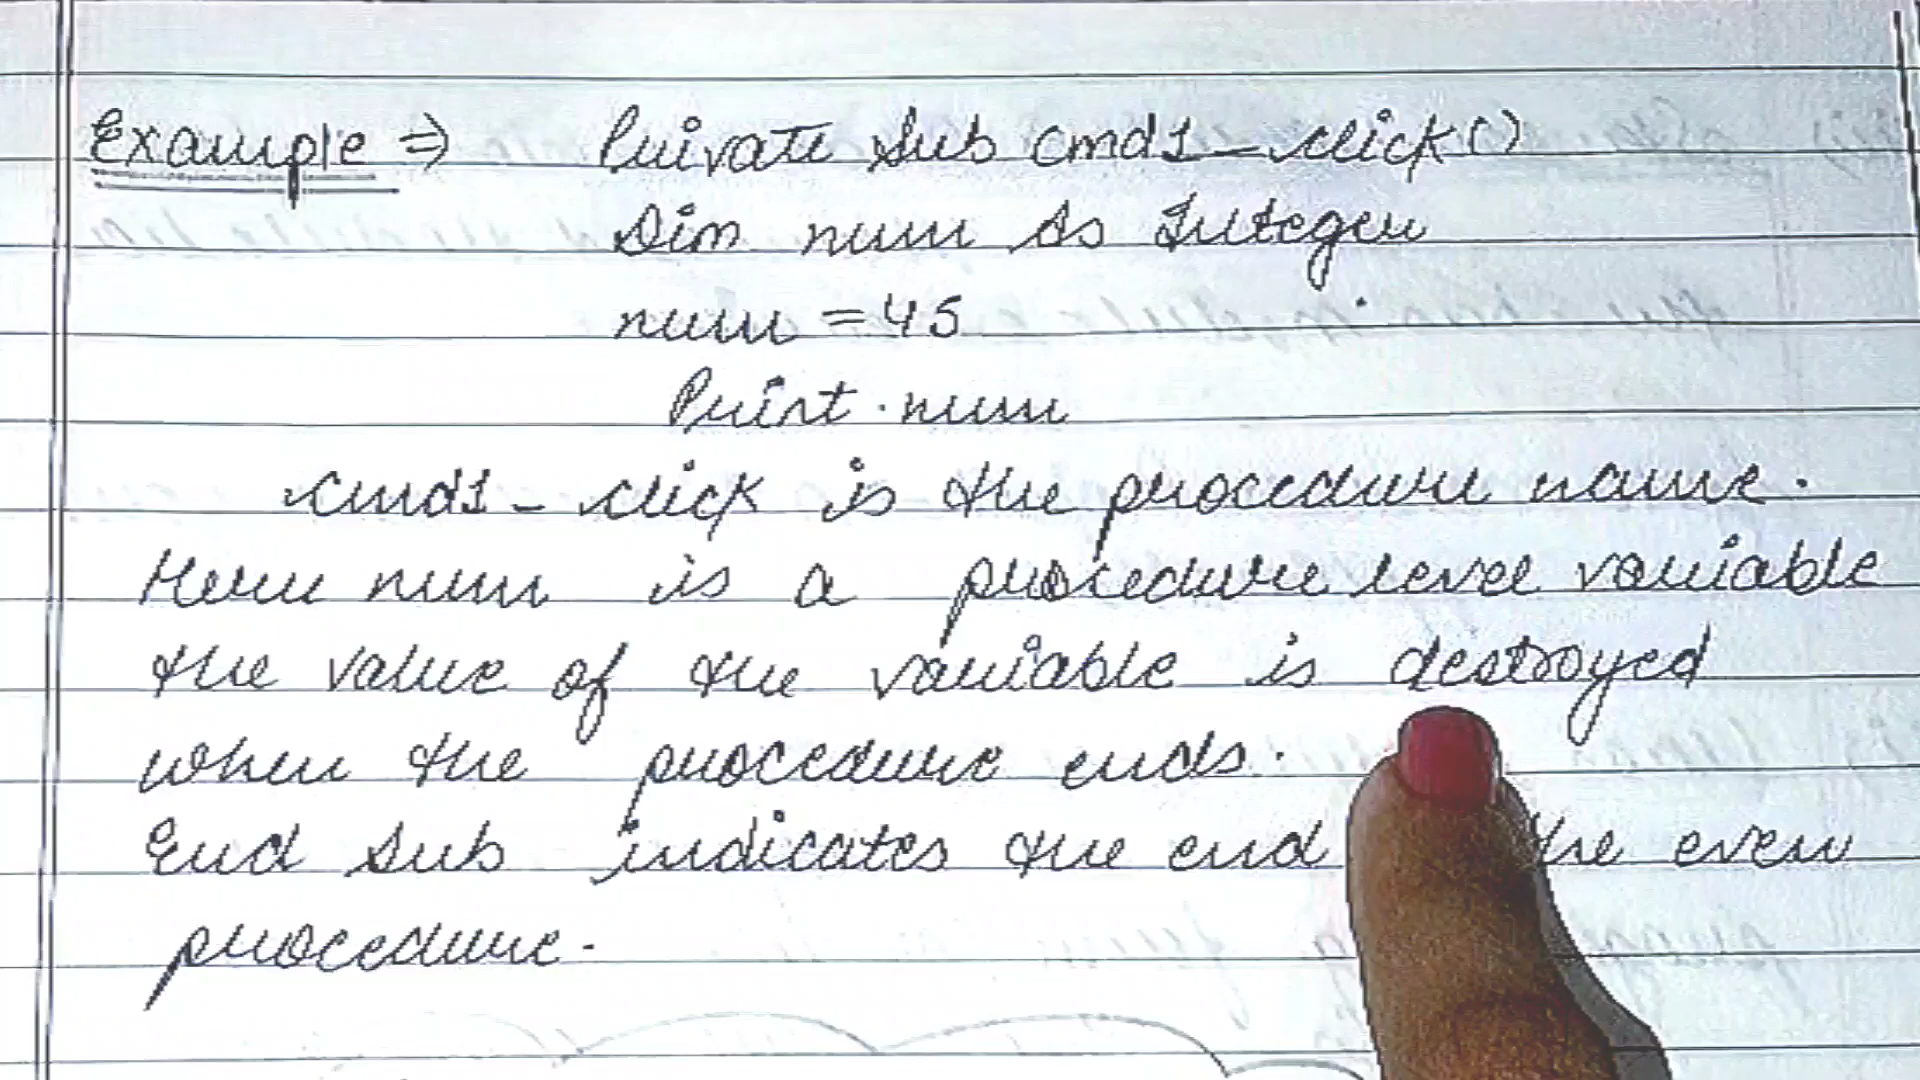 Example ⇒ Private Sub cmd1_click()
Dim num As Integer
num = 45
Print num
cmd1_click is the procedure name.
Here num is a procedure level variable
the value of the variable is destroyed
when the procedure ends.
End Sub indicates the end the even
procedure.